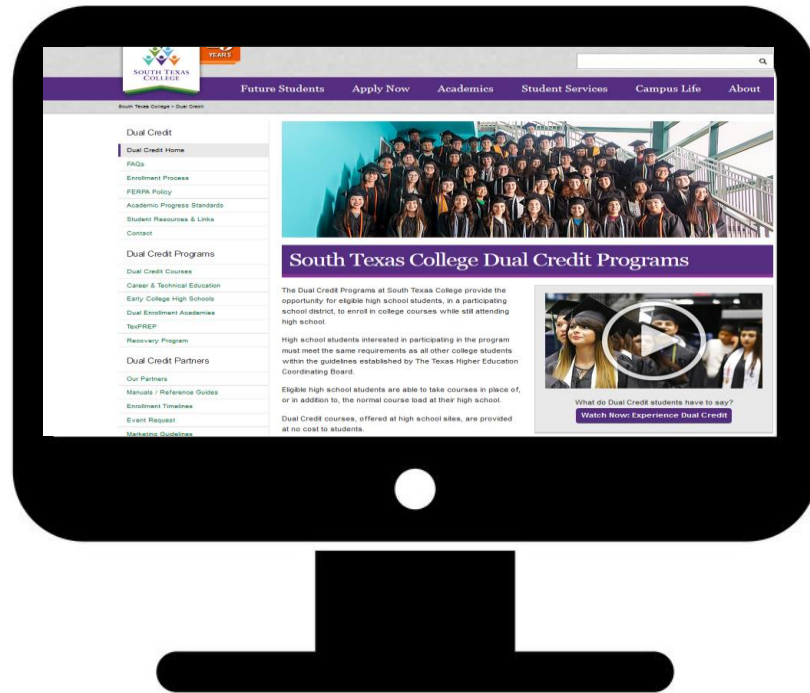 YEARS
SOUTH TEXAS
COLLEGE
Future Students Apply Now Academics Student Services Campus Life About
South Texas College > Dual Credit
Dual Credit
Dual Credit Home
FAQs
Enrollment Process
FERPA Policy
Academic Progress Standards
Student Resources & Links
Contact
Dual Credit Programs
Dual Credit Courses
Career & Technical Education
Early College High Schools
Dual Enrollment Academies
TexPREP
Recovery Program
Dual Credit Partners
Our Partners
Manuals / Reference Guides
Enrollment Timelines
Event Request
Marketing Guidelines
South Texas College Dual Credit Programs
The Dual Credit Programs at South Texas College provide the
opportunity for eligible high school students, in a participating
school district, to enroll in college courses while still attending
high school.
High school students interested in participating in the program
must meet the same requirements as all other college students
within the guidelines established by The Texas Higher Education
Coordinating Board.
Eligible high school students are able to take courses in place of,
or in addition to, the normal course load at their high school.
Dual Credit courses, offered at high school sites, are provided
at no cost to students.
What do Dual Credit students have to say?
Watch Now: Experience Dual Credit